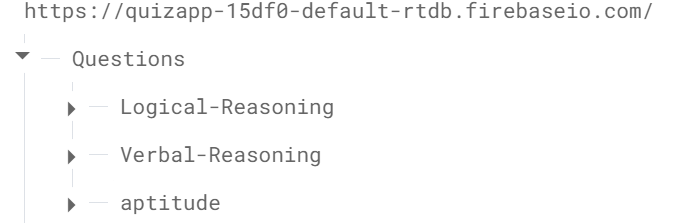 https://quizapp-15df0-default-rtdb.firebaseio.com/
Questions
Logical-Reasoning
Verbal-Reasoning
aptitude